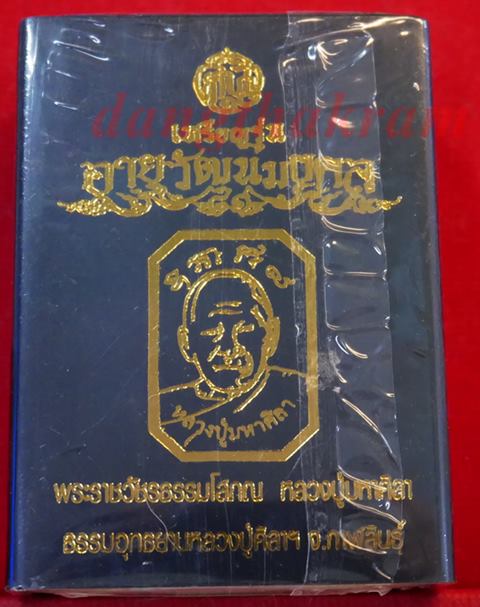 เหรียญรุ่น
อายุวัฒน์มงคล
หลวงปู่มหาศิลา
พระราชวัชรธรรมโสภณ หลวงปู่มหาศิลา
ธรรมอุทยานหลวงปู่ศิลาฯ จ.กาฬสินธุ์